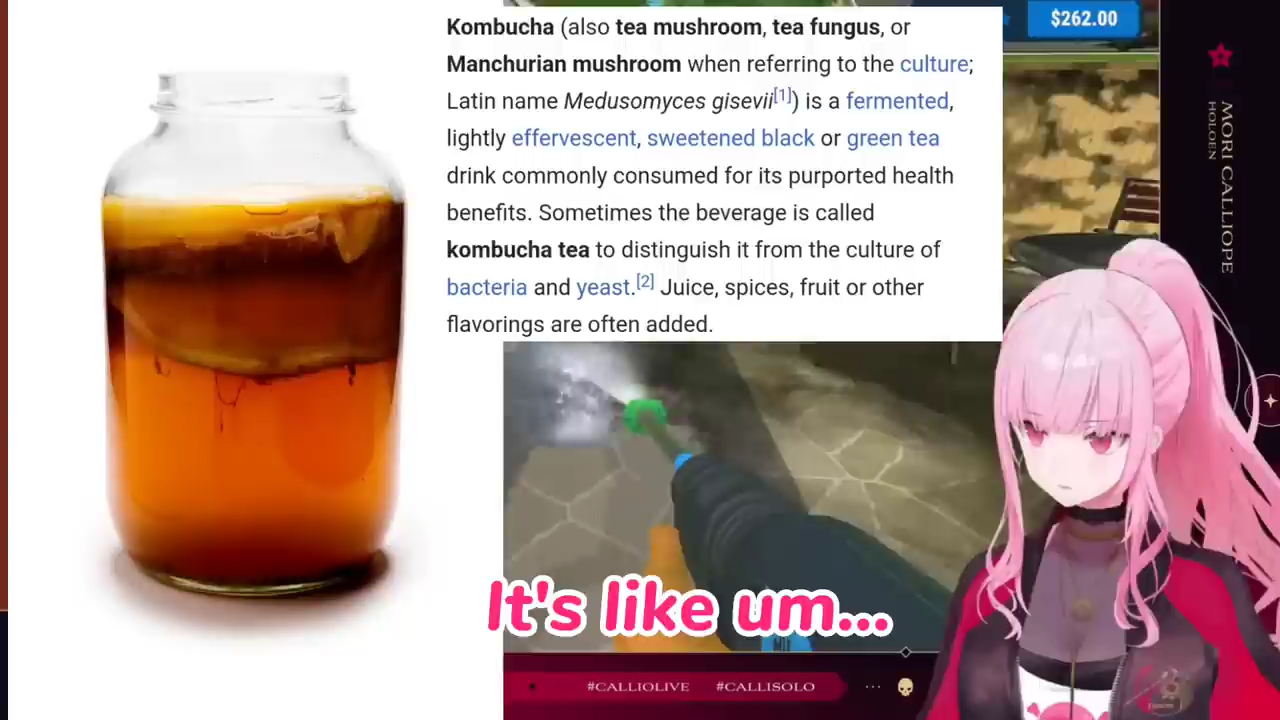 Kombucha (also tea mushroom, tea fungus, or
Manchurian mushroom when referring to the culture;
Latin name Medusomyces gisevii[1]) is a fermented,
lightly effervescent, sweetened black or green tea
drink commonly consumed for its purported health
benefits. Sometimes the beverage is called
kombucha tea to distinguish it from the culture of
bacteria and yeast.[2] Juice, spices, fruit or other
flavorings are often added.
$262.00
MORI CALLIOPE
HOLOEN
It's like um...
#CALLIOLIVE #CALLISOLO